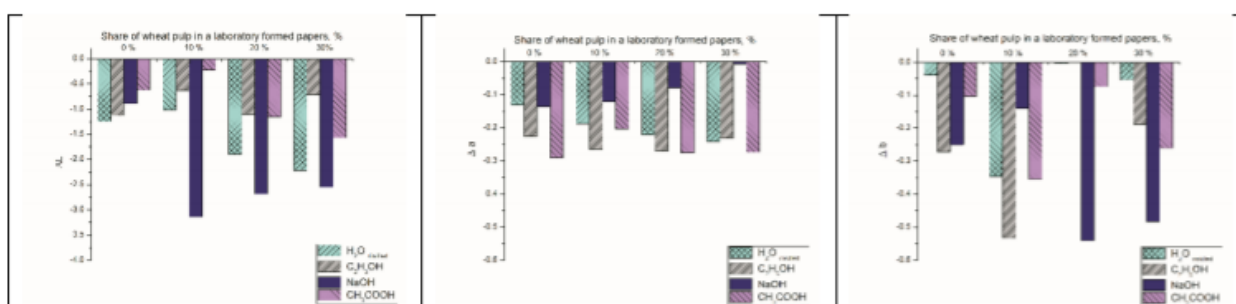 Share of wheat pulp in a laboratory formed papers, %
0 % 10 % 20 % 30%
0.0
-0.5
-1.0
-1.5
-2.0
-2.5
-3.0
3.5
-4.0
ΔL
H₂O
C₂H₅OH
NaOH
CH₃COOH
Share of wheat pulp in a laboratory formed papers, %
0 % 10 % 20 % 30%
0.0
-0.1
-0.2
-0.3
-0.4
-0.5
-0.6
Δ a
H₂O
C₂H₅OH
NaOH
CH₃COOH
Share of wheat pulp in a laboratory formed papers, %
0 % 10 % 20 % 30 %
0.0
-0.1
-0.2
-0.3
-0.4
-0.5
-0.6
Δ b
H₂O
C₂H₅OH
NaOH
CH₃COOH